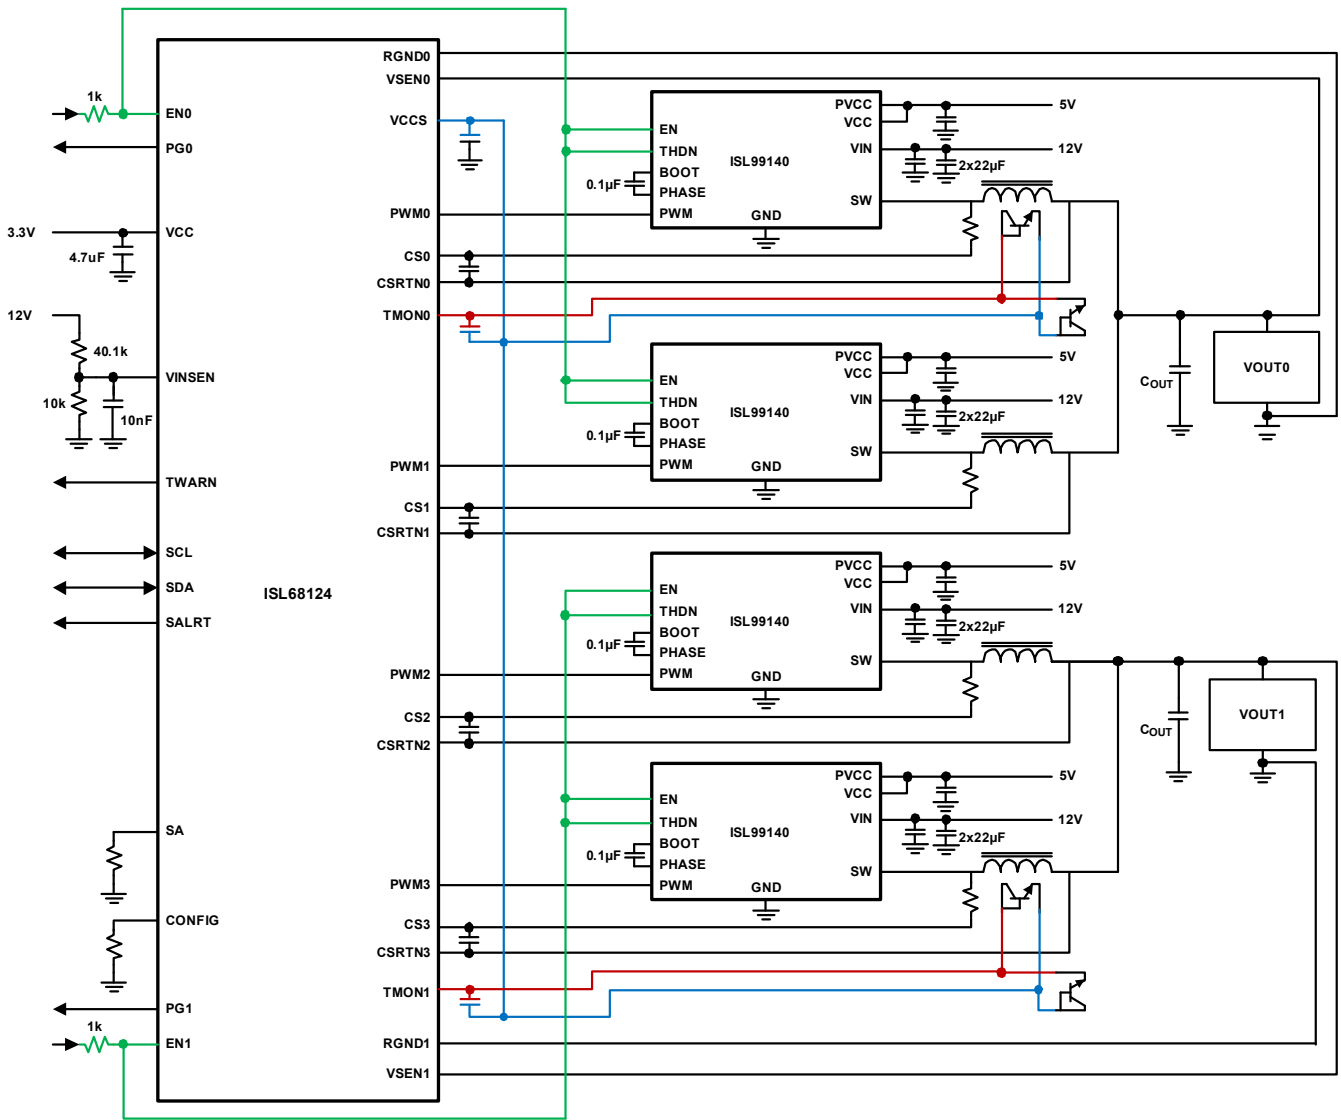 RGND0
VSEN0
1k
EN0
VCCS
PG0
PWM0
3.3V
VCC
4.7uF
CS0
CSRTN0
12V
TMON0
40.1k
VINSEN
10k
10nF
PWM1
TWARN
CS1
CSRTN1
SCL
SDA
ISL68124
SALRT
PWM2
CS2
CSRTN2
SA
PWM3
CONFIG
CS3
CSRTN3
TMON1
PG1
1k
EN1
RGND1
VSEN1
PVCC
5V
VCC
EN
VIN
12V
THDN
ISL99140
2x22µF
BOOT
0.1µF
PHASE
SW
PWM
GND
PVCC
5V
VCC
EN
VIN
12V
THDN
ISL99140
2x22µF
BOOT
0.1µF
PHASE
SW
PWM
GND
COUT
VOUT0
PVCC
5V
VCC
EN
VIN
12V
THDN
ISL99140
2x22µF
BOOT
0.1µF
PHASE
SW
PWM
GND
COUT
VOUT1
PVCC
5V
VCC
EN
VIN
12V
THDN
ISL99140
2x22µF
BOOT
0.1µF
PHASE
SW
PWM
GND